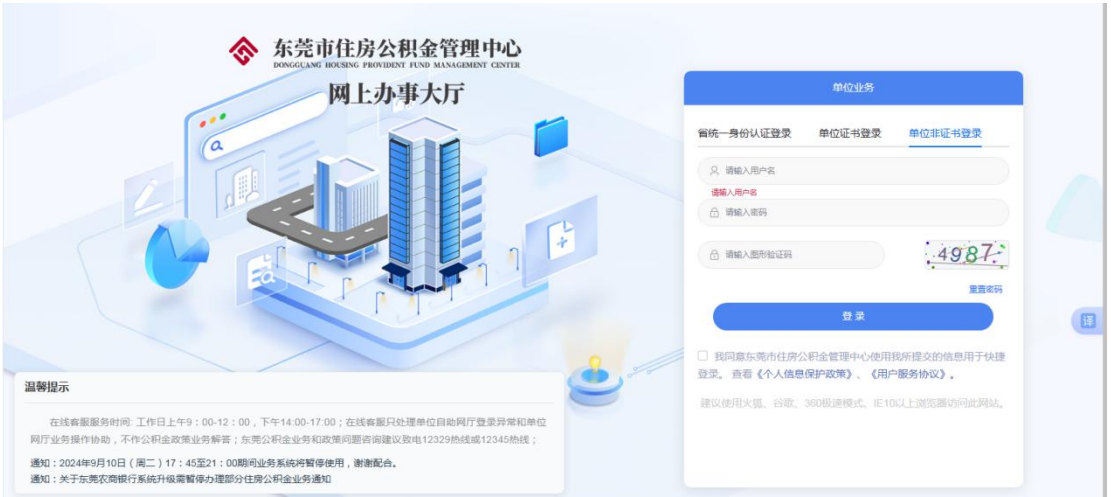 东莞市住房公积金管理中心
DONGGUANG HOUSING PROVIDENT FUND MANAGEMENT CENTER
网上办事大厅
单位业务
省统一身份认证登录 单位证书登录 单位非证书登录
请输入用户名
请输入用户名
请输入密码
请输入图形验证码
4987
重置密码
登 录
我同意东莞市住房公积金管理中心使用我所提交的信息用于快捷
登录。 查看《个人信息保护政策》、《用户服务协议》。
建议使用火狐、谷歌、360极速模式，IE10以上浏览器访问此网站。
译
温馨提示
在线客服服务时间: 工作日上午9：00-12：00，下午14:00-17:00；在线客服只处理单位自助网厅登录异常和单位
网厅业务操作协助，不作公积金政策业务解答；东莞公积金业务和政策问题咨询建议致电12329热线或12345热线；
通知：2024年9月10日（周二）17：45至21：00期间业务系统将暂停使用，谢谢配合。
通知：关于东莞农商银行系统升级需暂停办理部分住房公积金业务通知